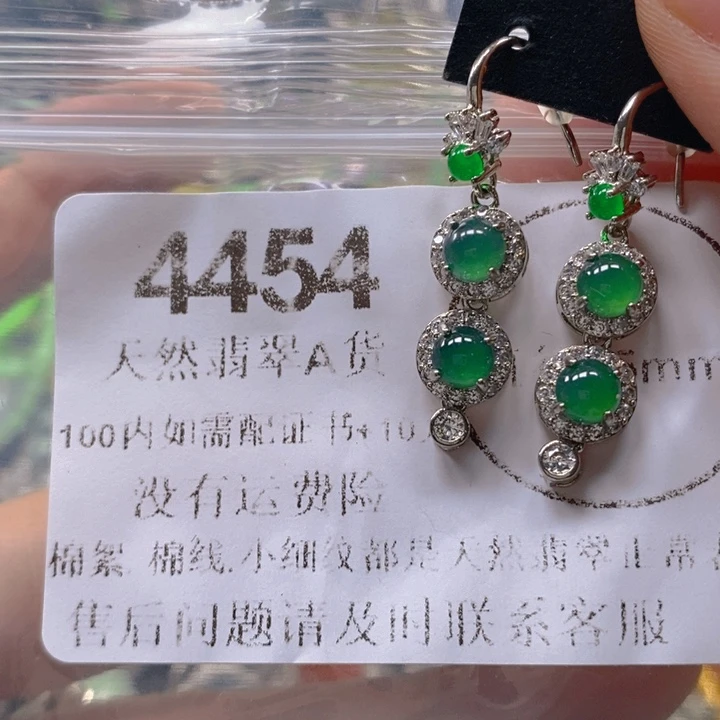 4454
天然翡翠A货
mm
100内如需配证书+10
没有运费险
棉絮.棉线.小细纹都是天然翡翠正常
售后问题请及时联系客服